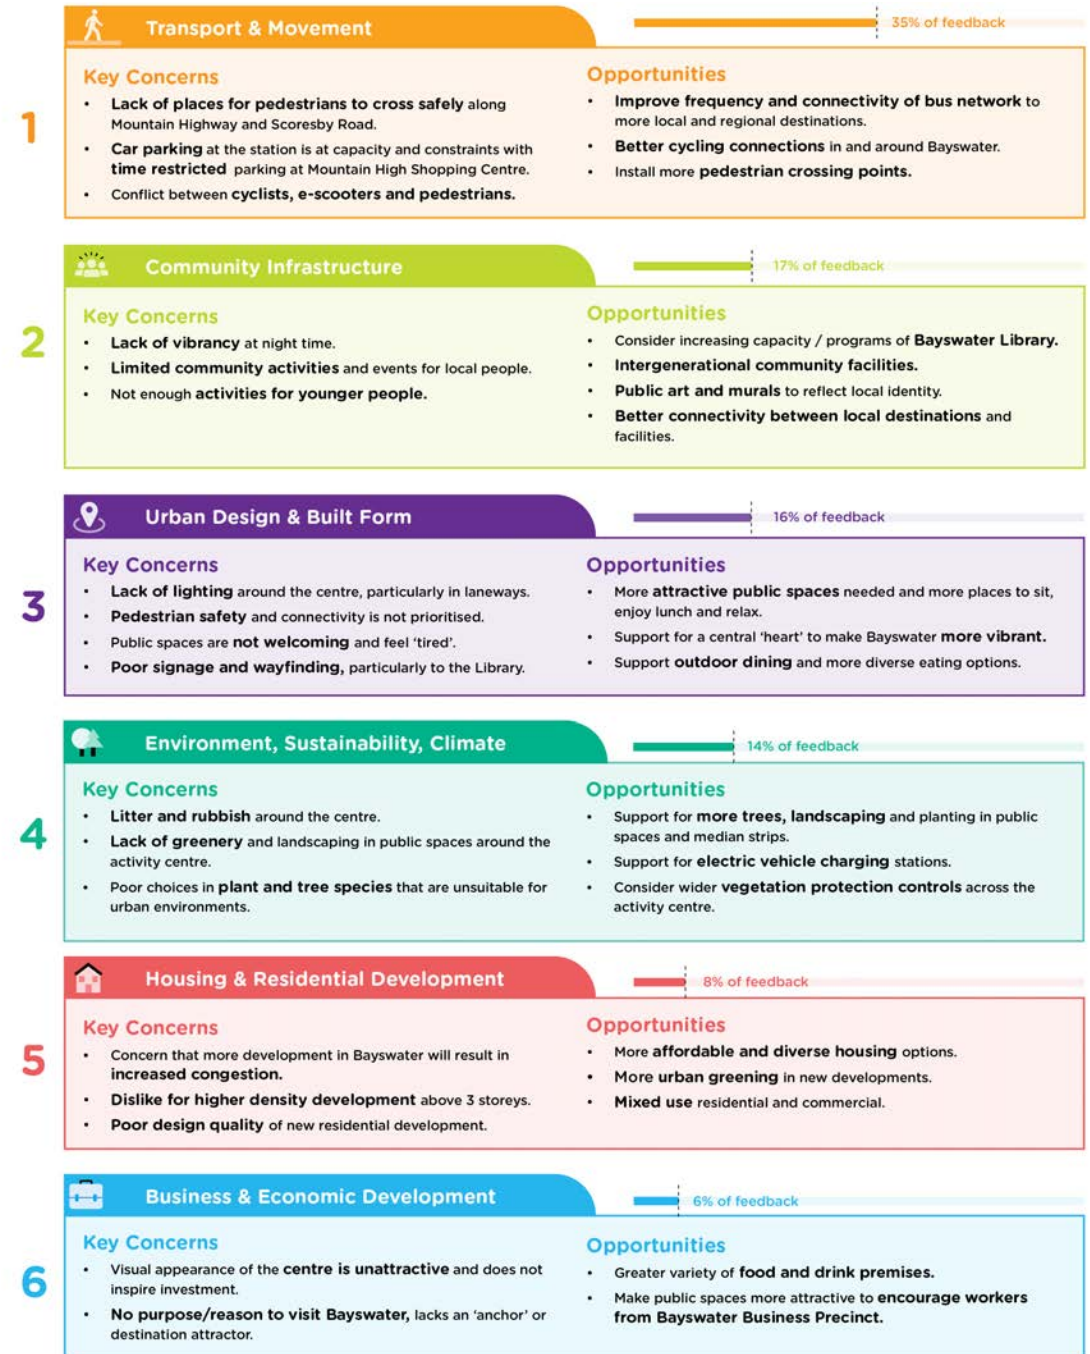 Transport & Movement
35% of feedback
1
Key Concerns
• Lack of places for pedestrians to cross safely along
Mountain Highway and Scoresby Road.
• Car parking at the station is at capacity and constraints with
time restricted parking at Mountain High Shopping Centre.
• Conflict between cyclists, e-scooters and pedestrians.
Opportunities
• Improve frequency and connectivity of bus network to
more local and regional destinations.
• Better cycling connections in and around Bayswater.
• Install more pedestrian crossing points.
Community Infrastructure
17% of feedback
2
Key Concerns
• Lack of vibrancy at night time.
• Limited community activities and events for local people.
• Not enough activities for younger people.
Opportunities
• Consider increasing capacity / programs of Bayswater Library.
• Intergenerational community facilities.
• Public art and murals to reflect local identity.
• Better connectivity between local destinations and
facilities.
Urban Design & Built Form
16% of feedback
3
Key Concerns
• Lack of lighting around the centre, particularly in laneways.
• Pedestrian safety and connectivity is not prioritised.
• Public spaces are not welcoming and feel ‘tired’.
• Poor signage and wayfinding, particularly to the Library.
Opportunities
• More attractive public spaces needed and more places to sit,
enjoy lunch and relax.
• Support for a central ‘heart’ to make Bayswater more vibrant.
• Support outdoor dining and more diverse eating options.
Environment, Sustainability, Climate
14% of feedback
4
Key Concerns
• Litter and rubbish around the centre.
• Lack of greenery and landscaping in public spaces around the
activity centre.
• Poor choices in plant and tree species that are unsuitable for
urban environments.
Opportunities
• Support for more trees, landscaping and planting in public
spaces and median strips.
• Support for electric vehicle charging stations.
• Consider wider vegetation protection controls across the
activity centre.
Housing & Residential Development
8% of feedback
5
Key Concerns
• Concern that more development in Bayswater will result in
increased congestion.
• Dislike for higher density development above 3 storeys.
• Poor design quality of new residential development.
Opportunities
• More affordable and diverse housing options.
• More urban greening in new developments.
• Mixed use residential and commercial.
Business & Economic Development
6% of feedback
6
Key Concerns
• Visual appearance of the centre is unattractive and does not
inspire investment.
• No purpose/reason to visit Bayswater, lacks an ‘anchor’ or
destination attractor.
Opportunities
• Greater variety of food and drink premises.
• Make public spaces more attractive to encourage workers
from Bayswater Business Precinct.